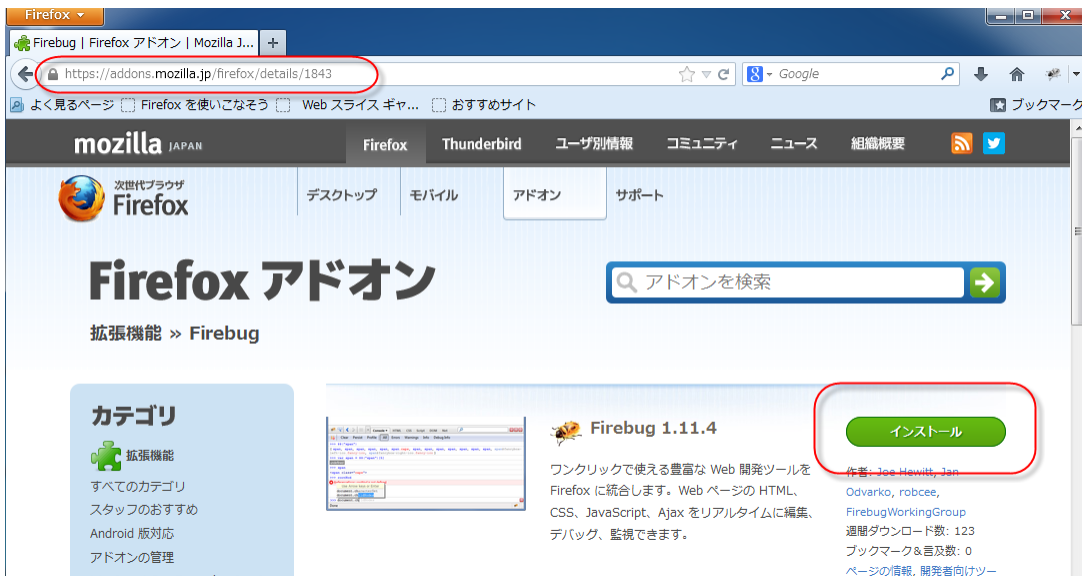 Firefox
Firebug | Firefox アドオン | Mozilla J...
https://addons.mozilla.jp/firefox/details/1843
Google
よく見るページ Firefox を使いこなそう Web スライス ギャ... おすすめサイト
ブックマーク
mozilla JAPAN
Firefox Thunderbird ユーザ別情報 コミュニティ ニュース 組織概要
次世代ブラウザ
Firefox
デスクトップ モバイル アドオン サポート
Firefox アドオン
アドオンを検索
拡張機能 » Firebug
カテゴリ
拡張機能
すべてのカテゴリ
スタッフのおすすめ
Android 版対応
アドオンの管理
Firebug 1.11.4
ワンクリックで使える豊富な Web 開発ツールを
Firefox に統合します。Web ページの HTML、
CSS、JavaScript、Ajax をリアルタイムに編集、
デバッグ、監視できます。
インストール
作者: Joe Hewitt, Jan
Odvarko, robcee,
FirebugWorkingGroup
週間ダウンロード数: 123
ブックマーク&言及数: 0
ページの情報, 開発者向けツー